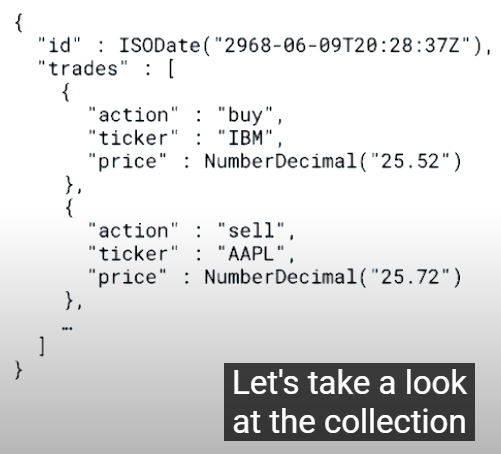 {
"id" : ISODate("2968-06-09T20:28:37Z"),
"trades" : [
{
"action" : "buy",
"ticker" : "IBM",
"price" : NumberDecimal("25.52")
},
{
"action" : "sell",
"ticker" : "AAPL",
"price" : NumberDecimal("25.72")
},
…
]
}
Let's take a look
at the collection